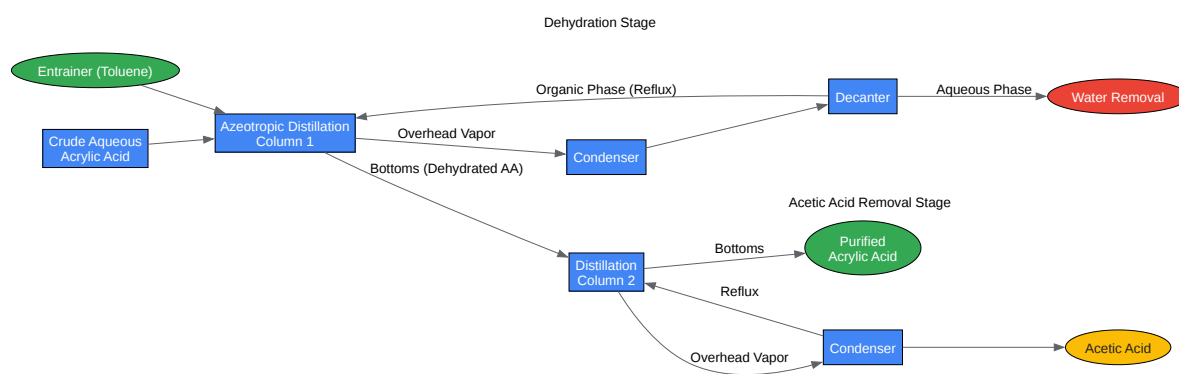 Dehydration Stage
Entrainer (Toluene)
Organic Phase (Reflux)
Decanter
Aqueous Phase
Water Removal
Crude Aqueous
Acrylic Acid
Azeotropic Distillation
Column 1
Overhead Vapor
Condenser
Bottoms (Dehydrated AA)
Acetic Acid Removal Stage
Distillation
Column 2
Bottoms
Purified
Acrylic Acid
Reflux
Overhead Vapor
Condenser
Acetic Acid